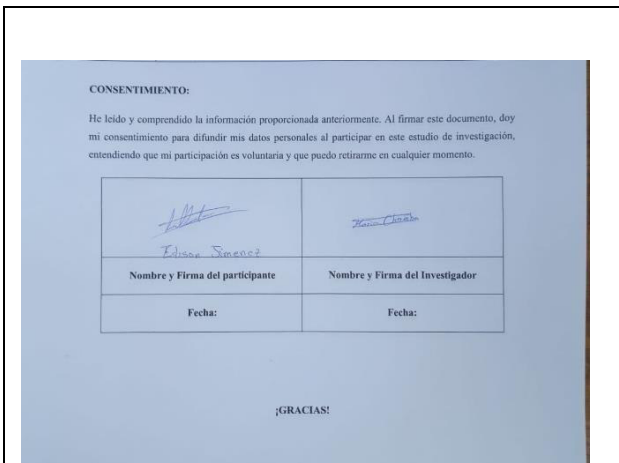 CONSENTIMIENTO:
He leído y comprendido la información proporcionada anteriormente. Al firmar este documento, doy
mi consentimiento para difundir mis datos personales al participar en este estudio de investigación,
entendiendo que mi participación es voluntaria y que puedo retirarme en cualquier momento.
Nombre y Firma del participante
Nombre y Firma del Investigador
Fecha:
Fecha:
¡GRACIAS!